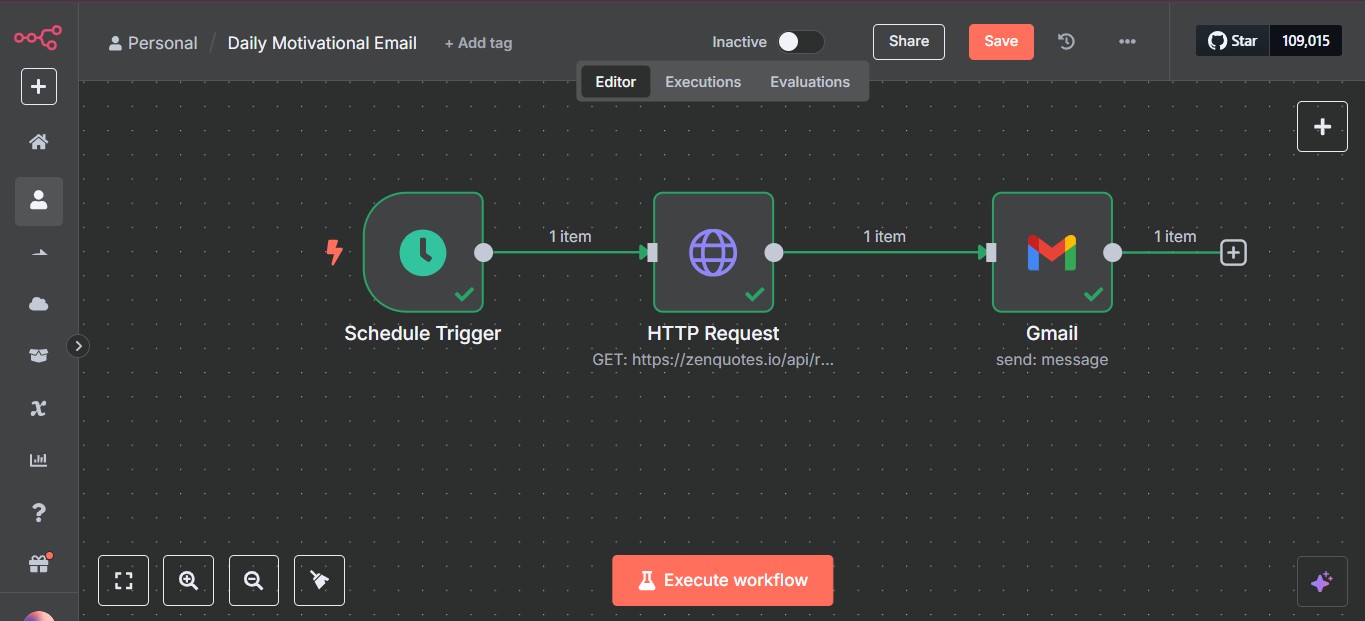 Personal / Daily Motivational Email + Add tag Inactive Share Save Star 109,015
Editor Executions Evaluations
1 item 1 item 1 item
Schedule Trigger HTTP Request Gmail
GET: https://zenquotes.io/api/r... send: message
Execute workflow